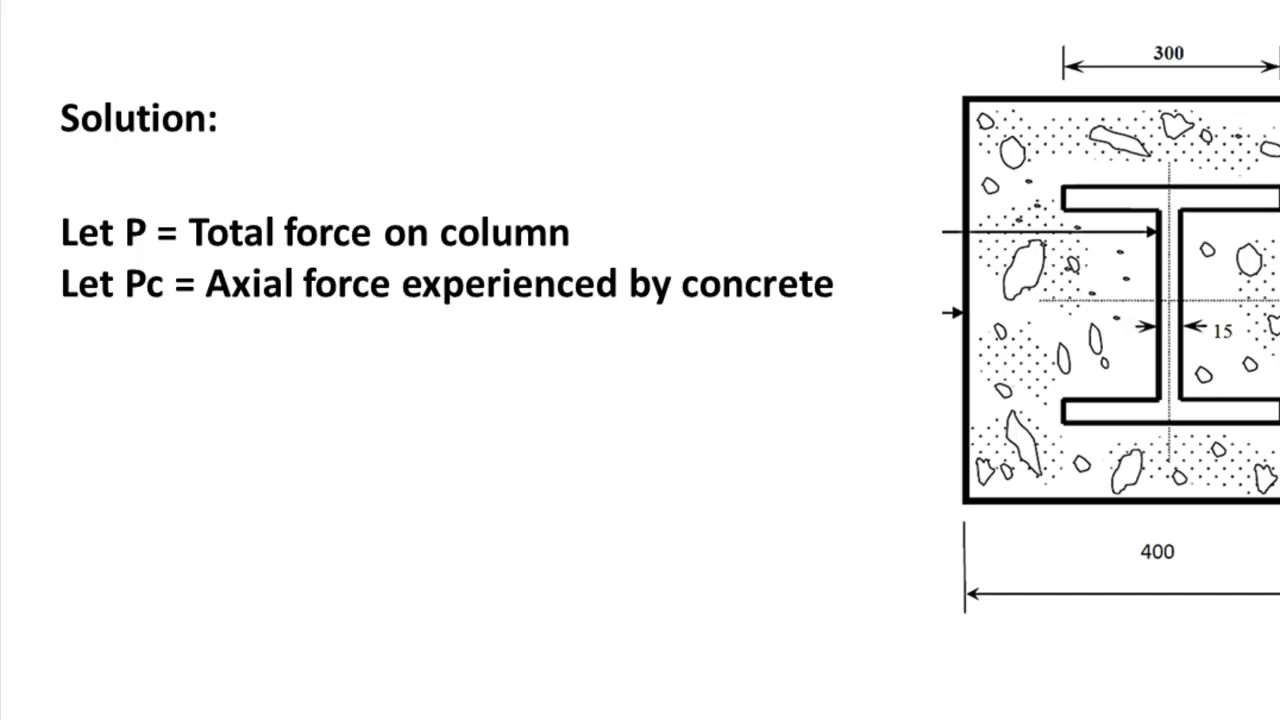 300
Solution:
Let P = Total force on column
Let Pc = Axial force experienced by concrete
15
400